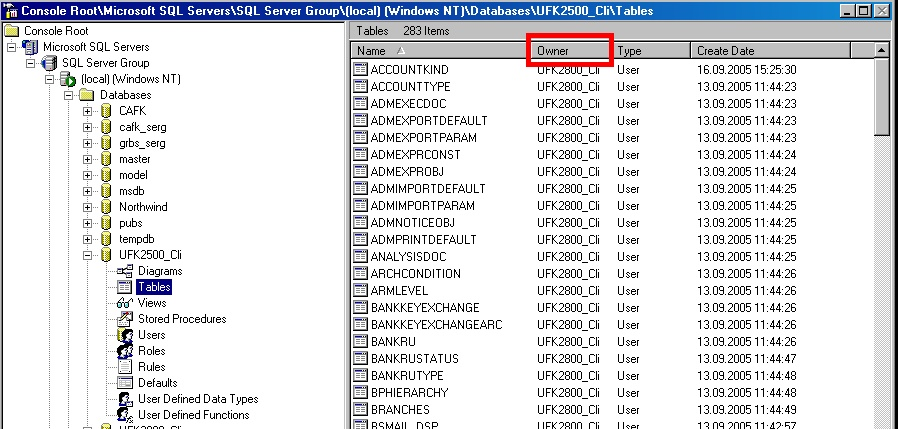 Console Root\Microsoft SQL Servers\SQL Server Group\(local) (Windows NT)\Databases\UFK2500_Cli\Tables
Console Root
Microsoft SQL Servers
SQL Server Group
(local) (Windows NT)
Databases
CAFK
cafk_serg
grbs_serg
master
model
msdb
Northwind
pubs
tempdb
UFK2500_Cli
Diagrams
Tables
Views
Stored Procedures
Users
Roles
Rules
Defaults
User Defined Data Types
User Defined Functions
Tables 283 Items
Name Owner Type Create Date
ACCOUNTKIND UFK2800_Cli User 16.09.2005 15:25:30
ACCOUNTTYPE UFK2800_Cli User 13.09.2005 11:44:23
ADMEXECDOC UFK2800_Cli User 13.09.2005 11:44:23
ADMEXPORTDEFAULT UFK2800_Cli User 13.09.2005 11:44:23
ADMEXPORTPARAM UFK2800_Cli User 13.09.2005 11:44:23
ADMEXPRCONST UFK2800_Cli User 13.09.2005 11:44:24
ADMEXPROBJ UFK2800_Cli User 13.09.2005 11:44:24
ADMIMPORTDEFAULT UFK2800_Cli User 13.09.2005 11:44:25
ADMIMPORTPARAM UFK2800_Cli User 13.09.2005 11:44:25
ADMNOTICEOBJ UFK2800_Cli User 13.09.2005 11:44:25
ADMPRINTDEFAULT UFK2800_Cli User 13.09.2005 11:44:25
ANALYSISDOC UFK2800_Cli User 13.09.2005 11:44:25
ARCHCONDITION UFK2800_Cli User 13.09.2005 11:44:26
ARMLEVEL UFK2800_Cli User 13.09.2005 11:44:26
BANKKEYEXCHANGE UFK2800_Cli User 13.09.2005 11:44:26
BANKKEYEXCHANGEARC UFK2800_Cli User 13.09.2005 11:44:26
BANKRU UFK2800_Cli User 13.09.2005 11:44:26
BANKRUSTATUS UFK2800_Cli User 13.09.2005 11:44:47
BANKRUTYPE UFK2800_Cli User 13.09.2005 11:44:48
BPHIERARCHY UFK2800_Cli User 13.09.2005 11:44:48
BRANCHES UFK2800_Cli User 13.09.2005 11:44:49
BSMAIL_DSP UFK2800_Cli User 13.09.2005 11:42:57